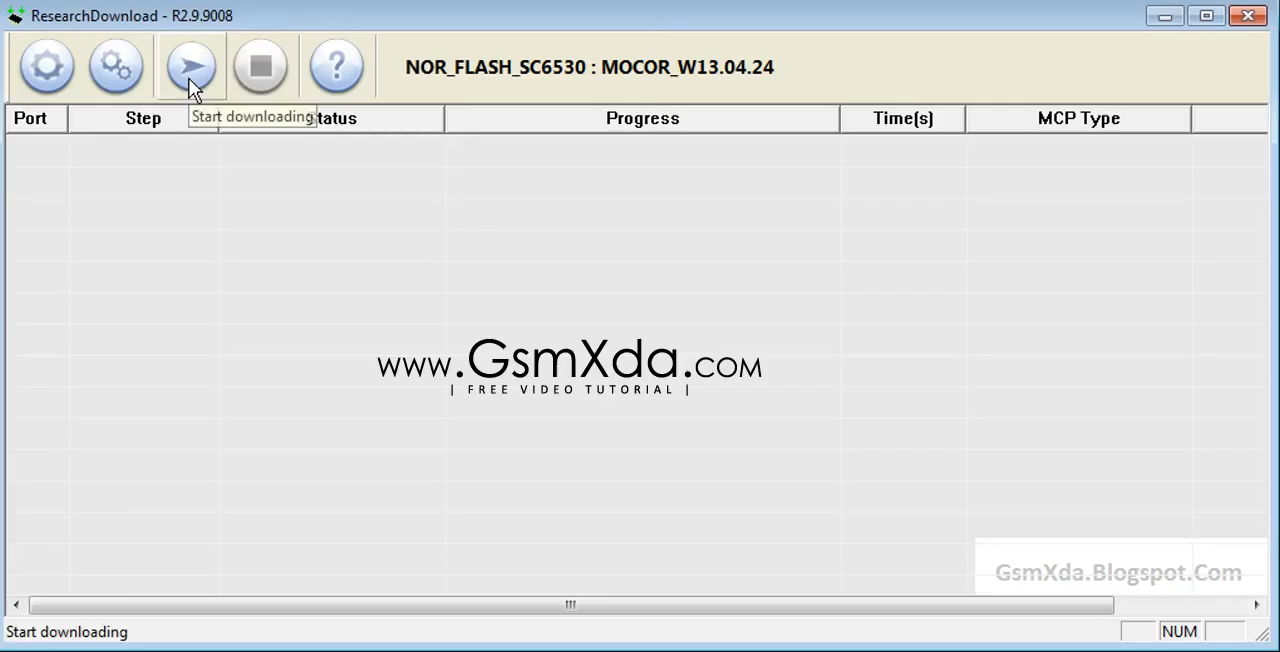 ResearchDownload - R2.9.9008
NOR_FLASH_SC6530 : MOCOR_W13.04.24
Port Step tatus Progress Time(s) MCP Type
Start downloading
www.GsmXda.com
| FREE VIDEO TUTORIAL |
GsmXda.Blogspot.Com
Start downloading NUM